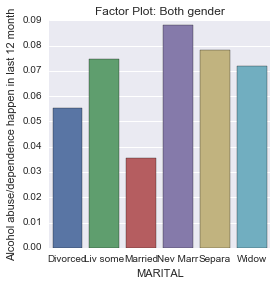 Factor Plot: Both gender
Alcohol abuse/dependence happen in last 12 month
0.09
0.08
0.07
0.06
0.05
0.04
0.03
0.02
0.01
0.00
Divorced Liv some Married Nev Marr Separa Widow
MARITAL